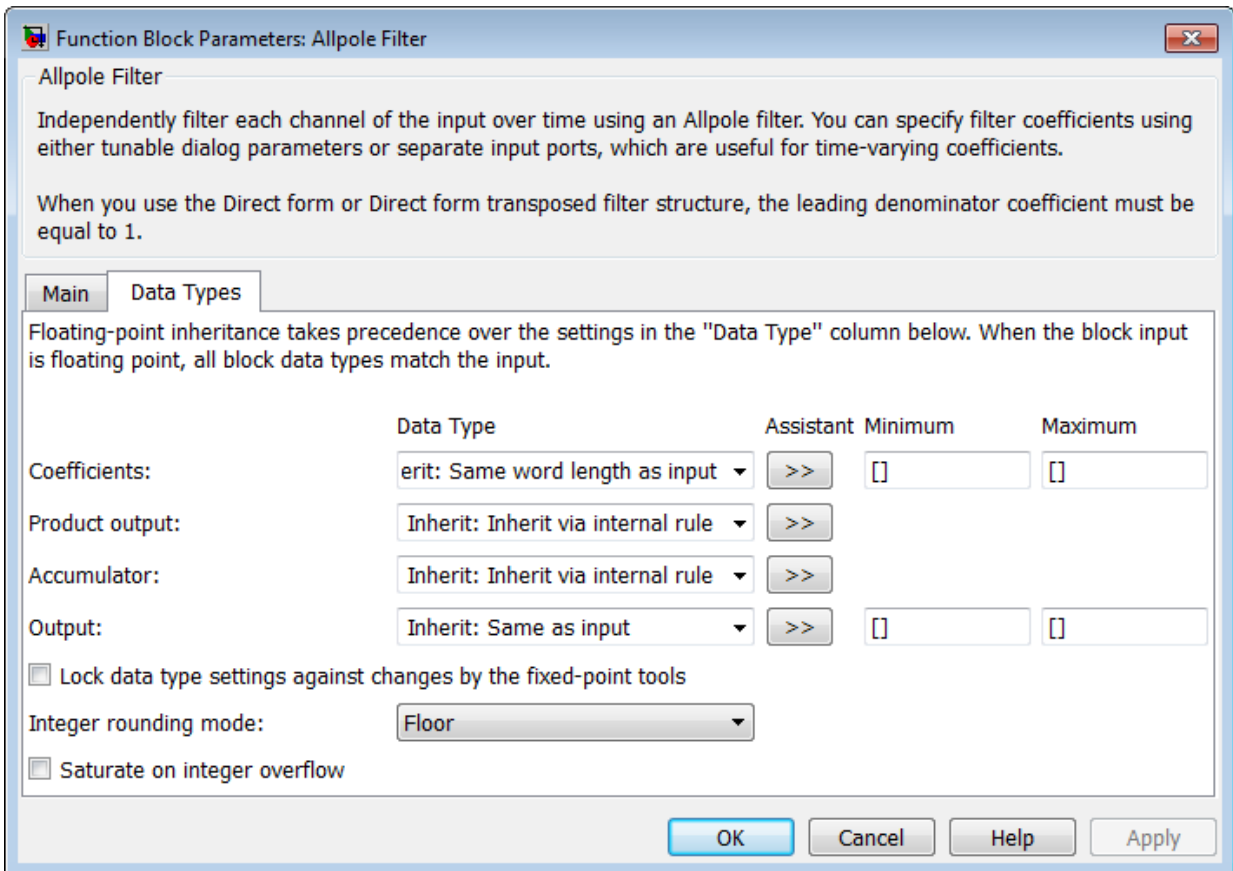 Function Block Parameters: Allpole Filter
Allpole Filter
Independently filter each channel of the input over time using an Allpole filter. You can specify filter coefficients using
either tunable dialog parameters or separate input ports, which are useful for time-varying coefficients.
When you use the Direct form or Direct form transposed filter structure, the leading denominator coefficient must be
equal to 1.
Main Data Types
Floating-point inheritance takes precedence over the settings in the "Data Type" column below. When the block input
is floating point, all block data types match the input.
Data Type Assistant Minimum Maximum
Coefficients: erit: Same word length as input >> [] []
Product output: Inherit: Inherit via internal rule >>
Accumulator: Inherit: Inherit via internal rule >>
Output: Inherit: Same as input >> [] []
Lock data type settings against changes by the fixed-point tools
Integer rounding mode: Floor
Saturate on integer overflow
OK Cancel Help Apply